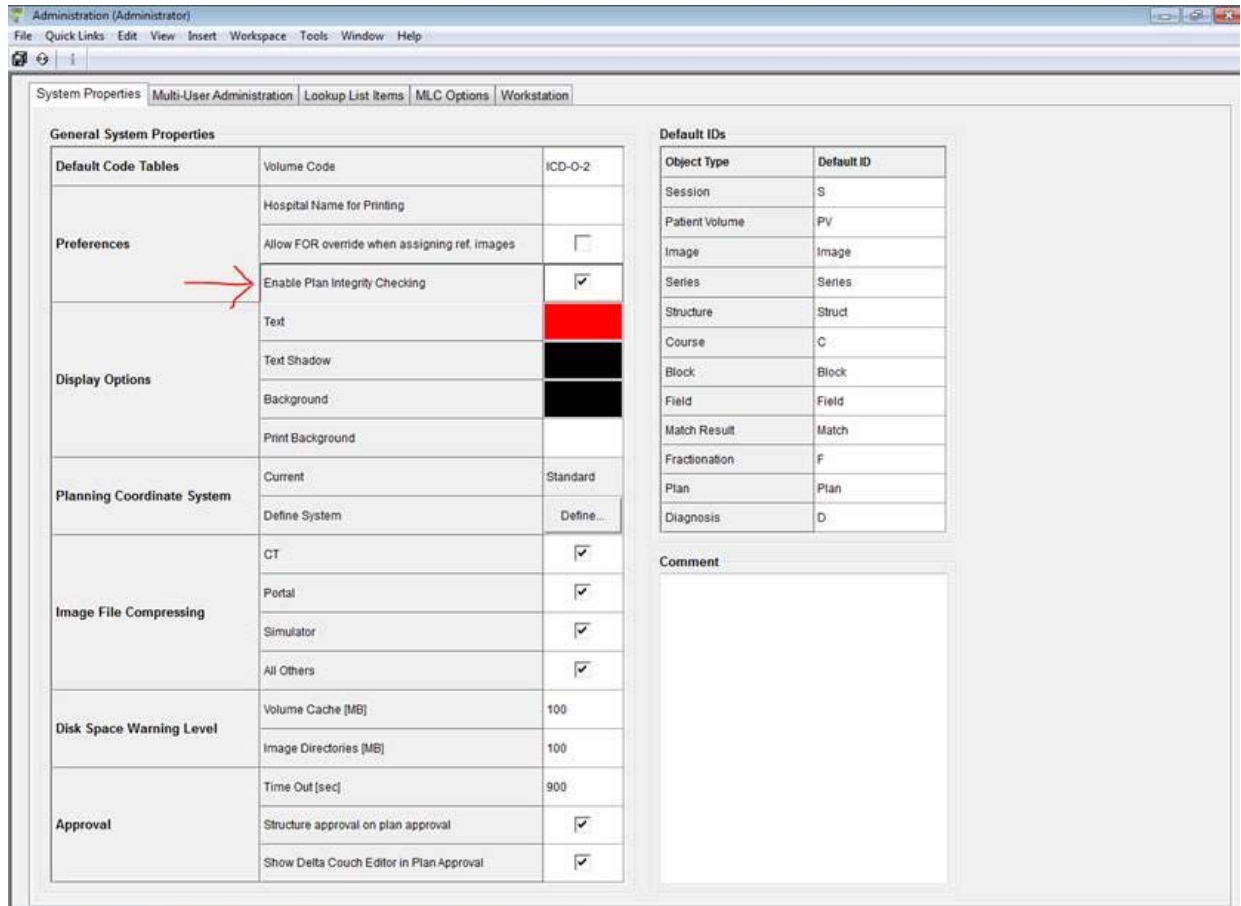 Administration (Administrator)
File Quick Links Edit View Insert Workspace Tools Window Help
System Properties Multi-User Administration Lookup List Items MLC Options Workstation
General System Properties
Default Code Tables Volume Code ICD-O-2
Preferences
Hospital Name for Printing
Allow FOR override when assigning ref. images
Enable Plan Integrity Checking
Display Options
Text
Text Shadow
Background
Print Background
Planning Coordinate System
Current Standard
Define System Define...
Image File Compressing
CT
Portal
Simulator
All Others
Disk Space Warning Level
Volume Cache [MB] 100
Image Directories [MB] 100
Approval
Time Out [sec] 900
Structure approval on plan approval
Show Delta Couch Editor in Plan Approval
Default IDs
Object Type Default ID
Session S
Patient Volume PV
Image Image
Series Series
Structure Struct
Course C
Block Block
Field Field
Match Result Match
Fractionation F
Plan Plan
Diagnosis D
Comment